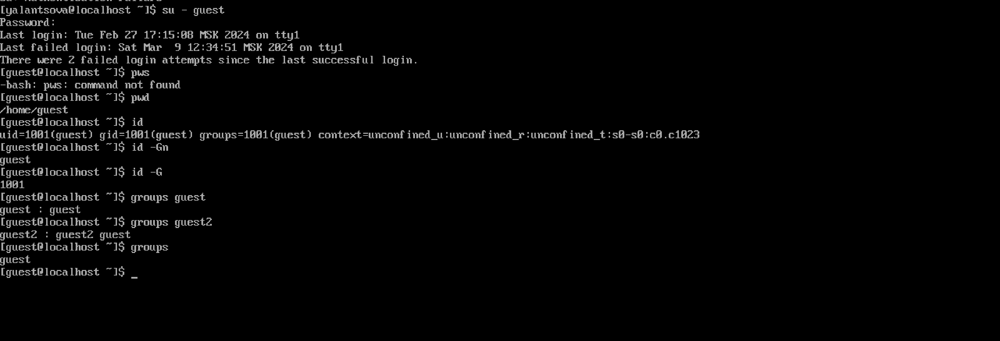 [yalantsova@localhost ~]$ su - guest
Password:
Last login: Tue Feb 27 17:15:08 MSK 2024 on tty1
Last failed login: Sat Mar  9 12:34:51 MSK 2024 on tty1
There were 2 failed login attempts since the last successful login.
[guest@localhost ~]$ pws
-bash: pws: command not found
[guest@localhost ~]$ pwd
/home/guest
[guest@localhost ~]$ id
uid=1001(guest) gid=1001(guest) groups=1001(guest) context=unconfined_u:unconfined_r:unconfined_t:s0-s0:c0.c1023
[guest@localhost ~]$ id -Gn
guest
[guest@localhost ~]$ id -G
1001
[guest@localhost ~]$ groups guest
guest : guest
[guest@localhost ~]$ groups guest2
guest2 : guest2 guest
[guest@localhost ~]$ groups
guest
[guest@localhost ~]$ _